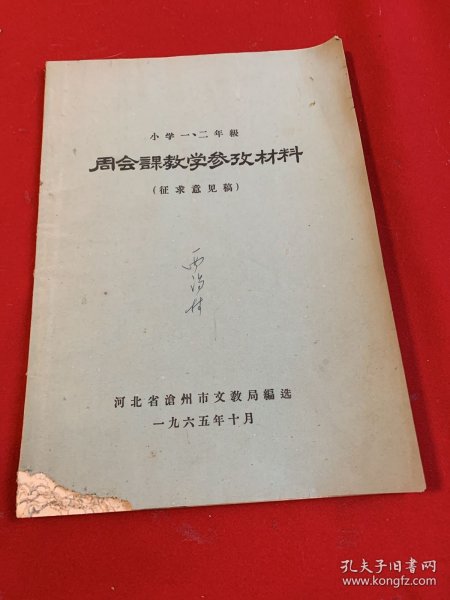 小学一、二年級
周会課教学参攷材料
(征求意見稿)
河北省滄州市文敎局編选
一九六五年十月
孔夫子旧书网
www.kongfz.com